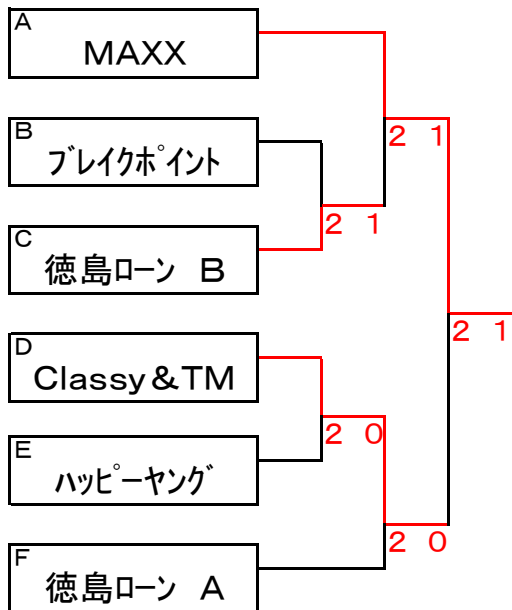 A
MAXX
2 1
B
ブレイクポイント
2 1
C
徳島ローン B
2 1
D
Classy&TM
2 0
E
ハッピーヤング
2 0
F
徳島ローン A